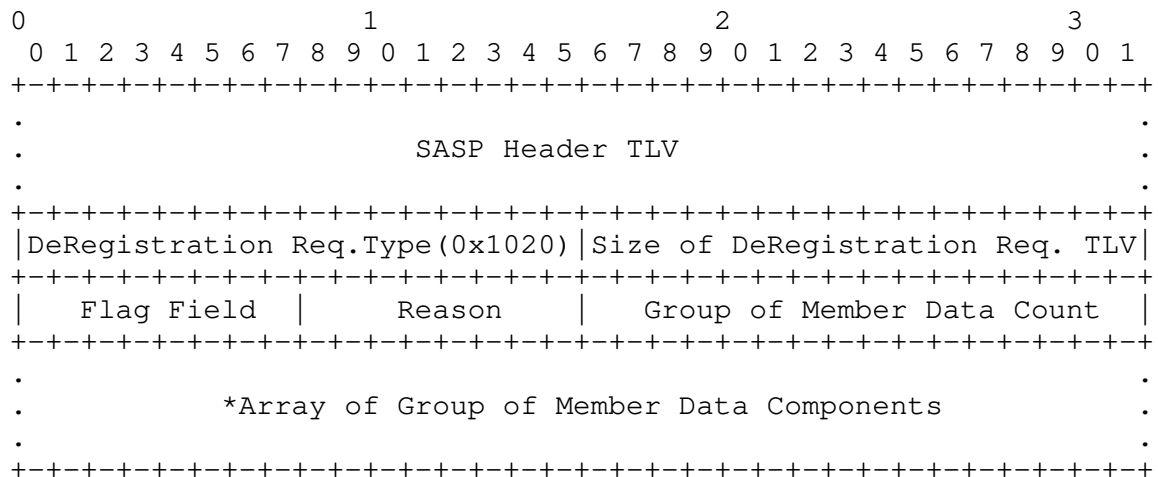 0                   1                   2                   3
 0 1 2 3 4 5 6 7 8 9 0 1 2 3 4 5 6 7 8 9 0 1 2 3 4 5 6 7 8 9 0 1
+-+-+-+-+-+-+-+-+-+-+-+-+-+-+-+-+-+-+-+-+-+-+-+-+-+-+-+-+-+-+-+-+
.                                                               .
.                      SASP Header TLV                          .
.                                                               .
+-+-+-+-+-+-+-+-+-+-+-+-+-+-+-+-+-+-+-+-+-+-+-+-+-+-+-+-+-+-+-+-+
|DeRegistration Req.Type(0x1020)|Size of DeRegistration Req. TLV|
+-+-+-+-+-+-+-+-+-+-+-+-+-+-+-+-+-+-+-+-+-+-+-+-+-+-+-+-+-+-+-+-+
|   Flag Field  |     Reason    |   Group of Member Data Count  |
+-+-+-+-+-+-+-+-+-+-+-+-+-+-+-+-+-+-+-+-+-+-+-+-+-+-+-+-+-+-+-+-+
.                                                               .
.           *Array of Group of Member Data Components           .
.                                                               .
+-+-+-+-+-+-+-+-+-+-+-+-+-+-+-+-+-+-+-+-+-+-+-+-+-+-+-+-+-+-+-+-+